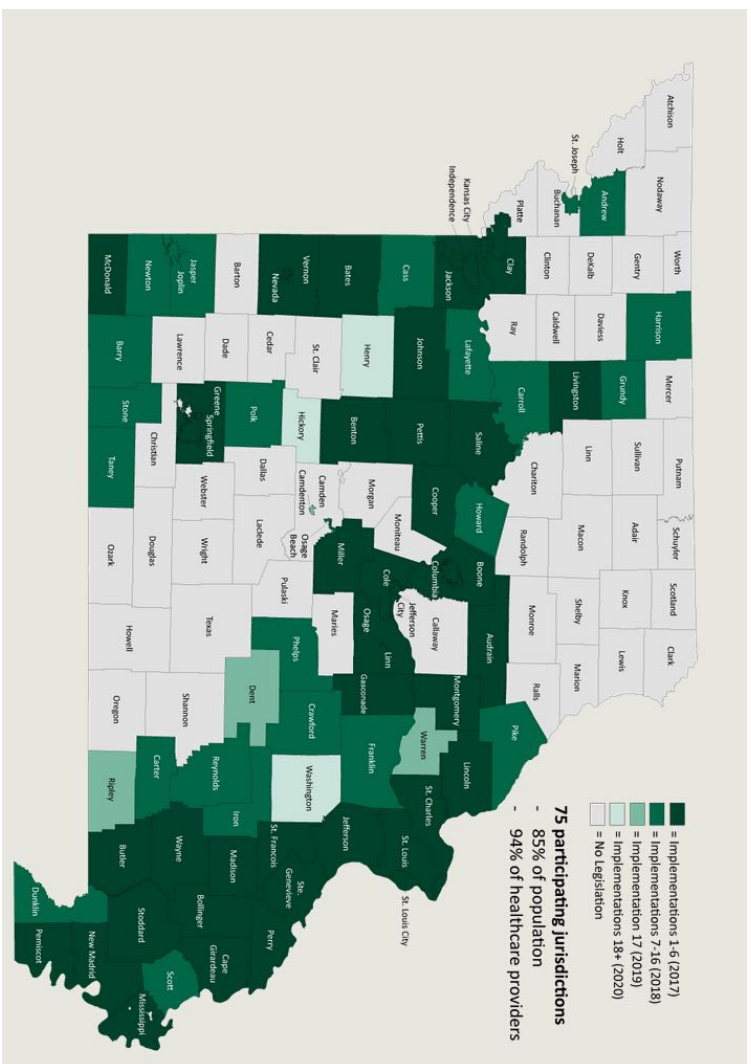 Atchison
Nodaway
Worth
Harrison
Mercer
Putnam
Schuyler
Scotland
Clark
Holt
Andrew
Gentry
DeKalb
Daviess
Grundy
Sullivan
Adair
Knox
Lewis
St. Joseph
Buchanan
Clinton
Caldwell
Livingston
Linn
Macon
Shelby
Marion
Platte
Kansas City
Independence
Clay
Ray
Carroll
Chariton
Randolph
Monroe
Ralls
Pike
Jackson
Lafayette
Saline
Howard
Boone
Columbia
Audrain
Callaway
Montgomery
Lincoln
Warren
St. Charles
St. Louis
St. Louis City
Cass
Johnson
Pettis
Cooper
Moniteau
Cole
Jefferson
City
Osage
Linn
Gasconade
Franklin
Jefferson
Bates
Henry
Benton
Morgan
Miller
Maries
Phelps
Crawford
Washington
St. Francois
Ste.
Genevieve
Perry
Vernon
Nevada
St. Clair
Hickory
Camden
Camdenton
Osage
Beach
Pulaski
Dent
Iron
Madison
Bollinger
Cape
Girardeau
Barton
Cedar
Polk
Dallas
Laclede
Texas
Shannon
Reynolds
Wayne
Scott
Jasper
Joplin
Dade
Greene
Springfield
Webster
Wright
Carter
Stoddard
Mississippi
Newton
Lawrence
Christian
Douglas
Howell
Oregon
Ripley
Butler
New Madrid
McDonald
Barry
Stone
Taney
Ozark
Dunklin
Pemiscot
= Implementations 1-6 (2017)
= Implementations 7-16 (2018)
= Implementation 17 (2019)
= Implementations 18+ (2020)
= No Legislation
75 participating jurisdictions
- 85% of population
- 94% of healthcare providers